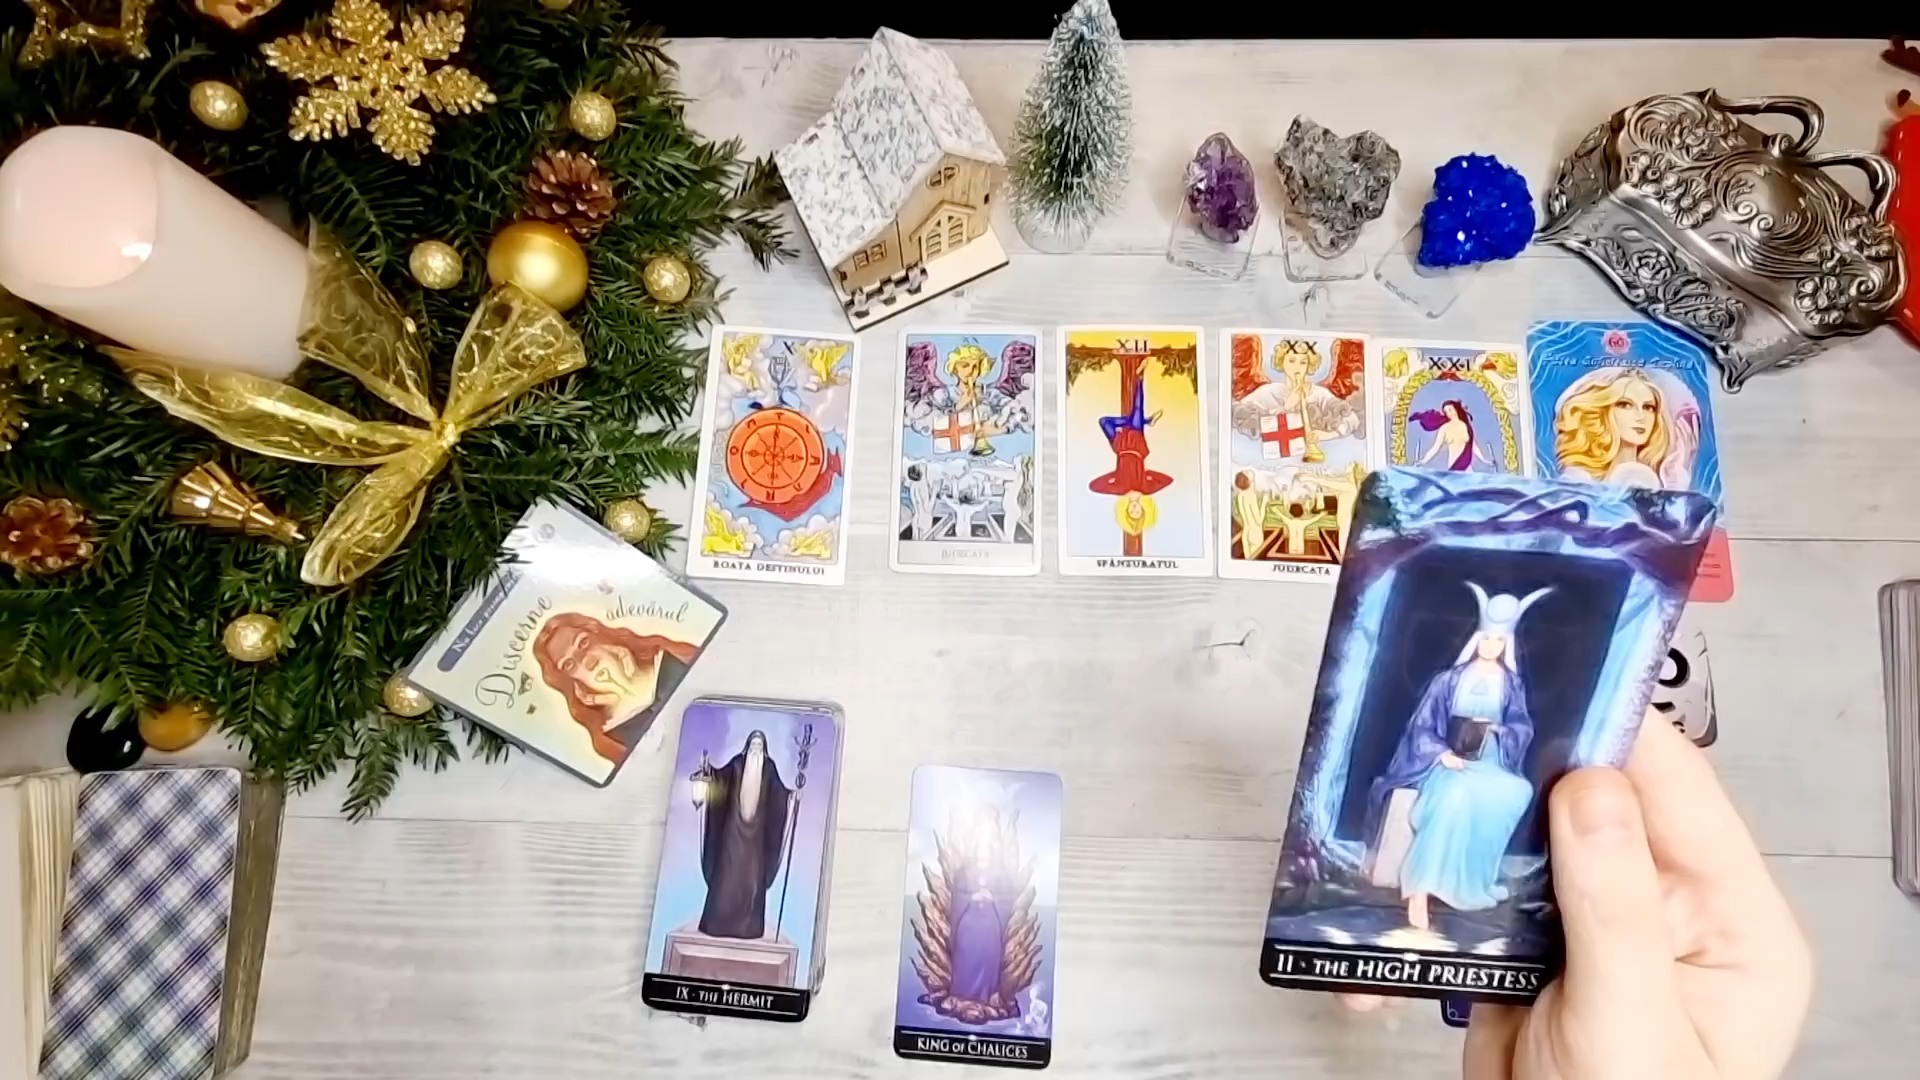 X
XII
XX
XXI
ROATA DESTINULUI
JUDECATA
SPÂNZURATUL
JUDECATA
Discerne
adevărul
IX · THE HERMIT
KING OF CHALICES
II · THE HIGH PRIESTESS